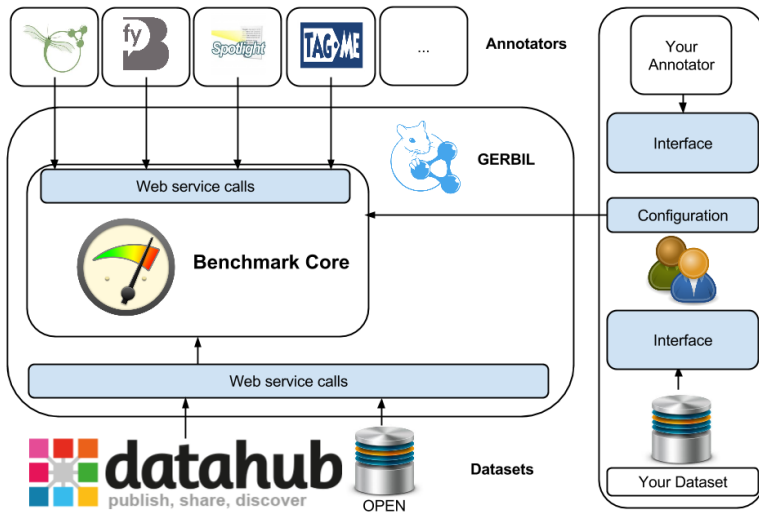 fy
B
Spotlight
TAG ME
...
Annotators
Your
Annotator
Interface
GERBIL
Web service calls
Configuration
Benchmark Core
Interface
Web service calls
datahub
publish, share, discover
OPEN
Datasets
Your Dataset